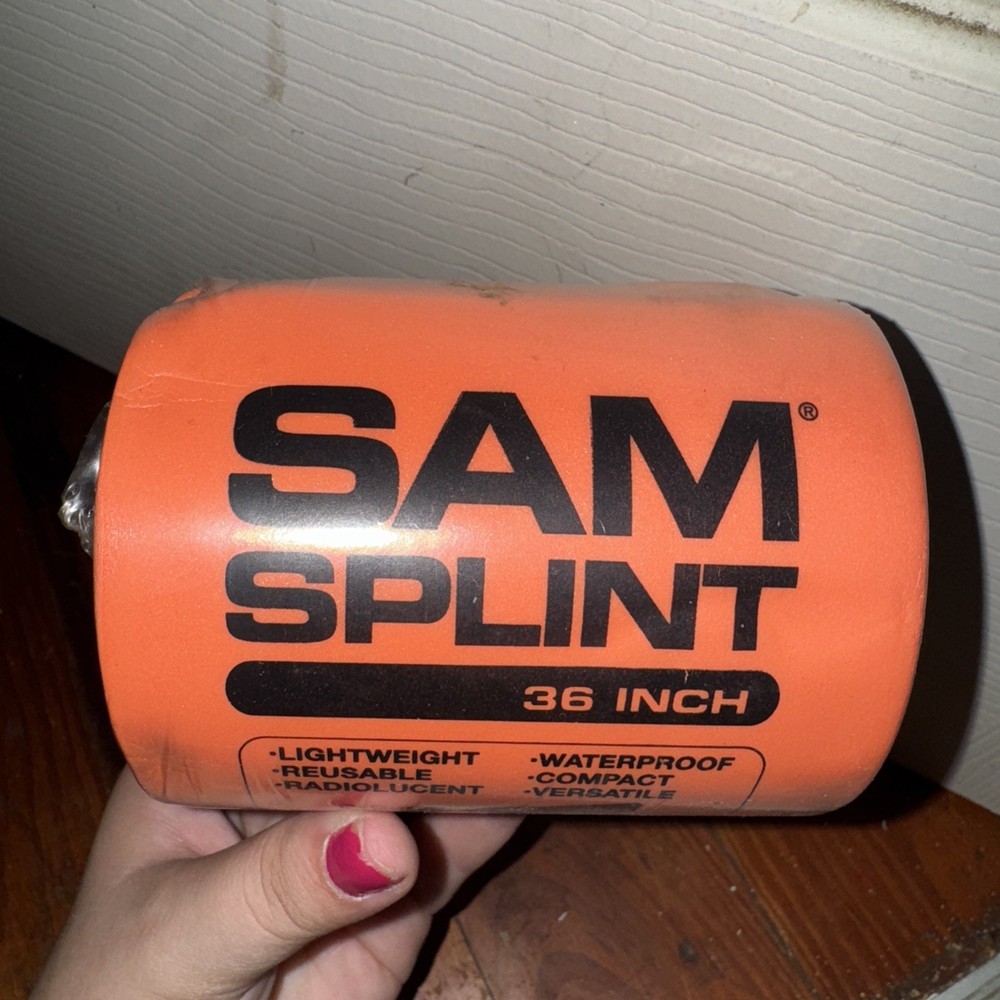 SAM®
SPLINT
36 INCH
·LIGHTWEIGHT ·WATERPROOF
·REUSABLE ·COMPACT
·RADIOLUCENT ·VERSATILE